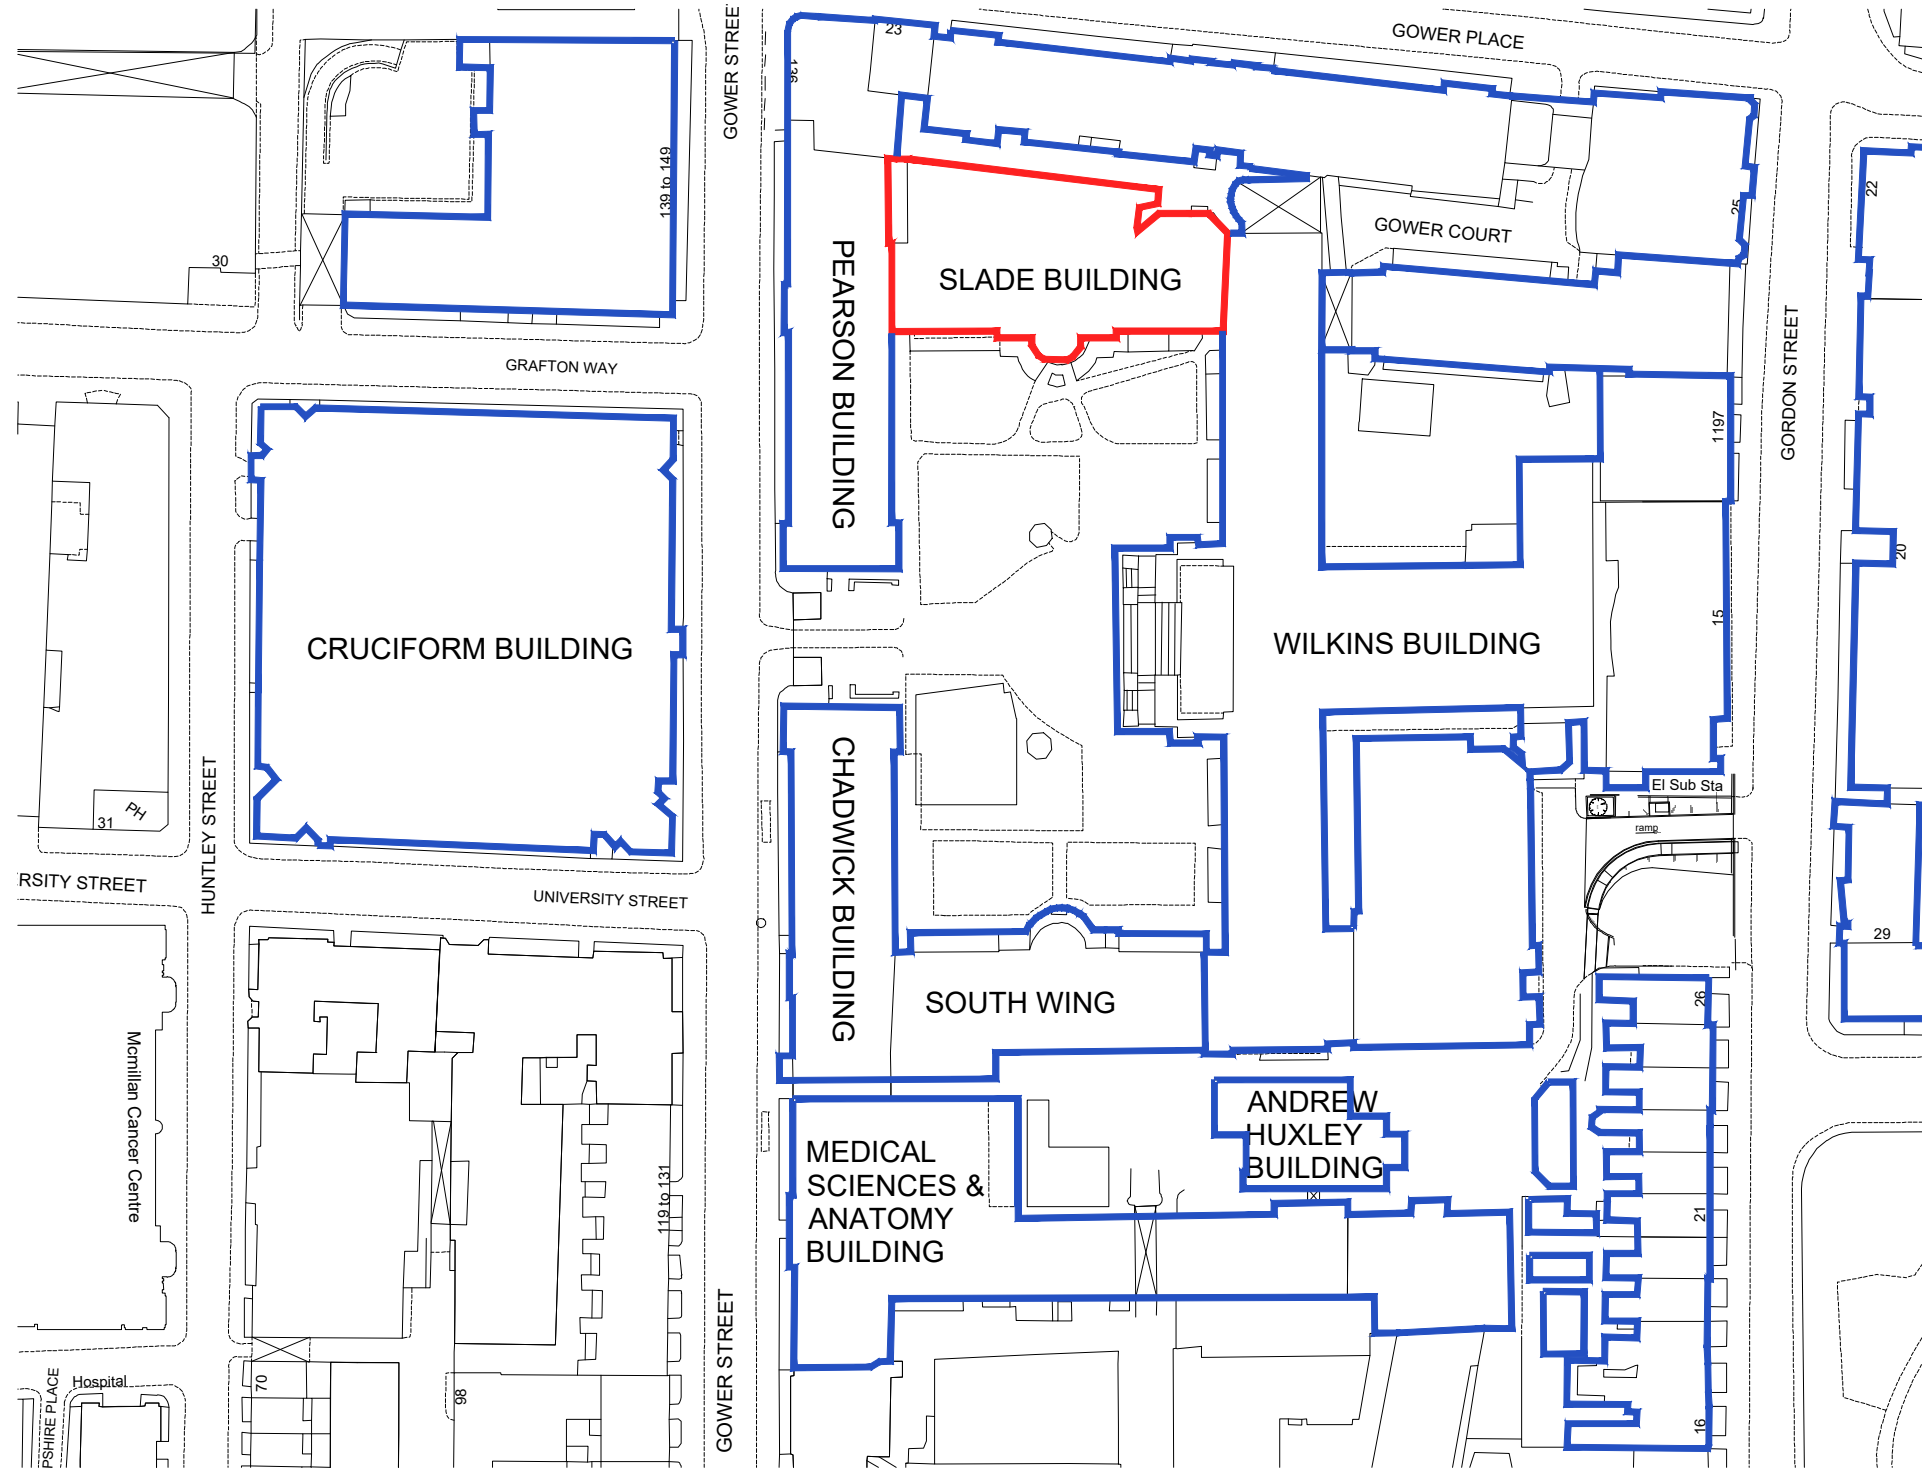 GOWER STREE
136
23
GOWER PLACE
139 to 149
22
25
30
PEARSON BUILDING
SLADE BUILDING
GOWER COURT
GRAFTON WAY
GORDON STREET
1197
20
CRUCIFORM BUILDING
WILKINS BUILDING
15
HUNTLEY STREET
CHADWICK BUILDING
El Sub Sta
PH
31
ramp
RSITY STREET
UNIVERSITY STREET
29
SOUTH WING
26
Mcmillan Cancer Centre
ANDREW
HUXLEY
BUILDING
MEDICAL
SCIENCES &
ANATOMY
BUILDING
119 to 131
21
GOWER STREET
PSHIRE PLACE
Hospital
70
98
16